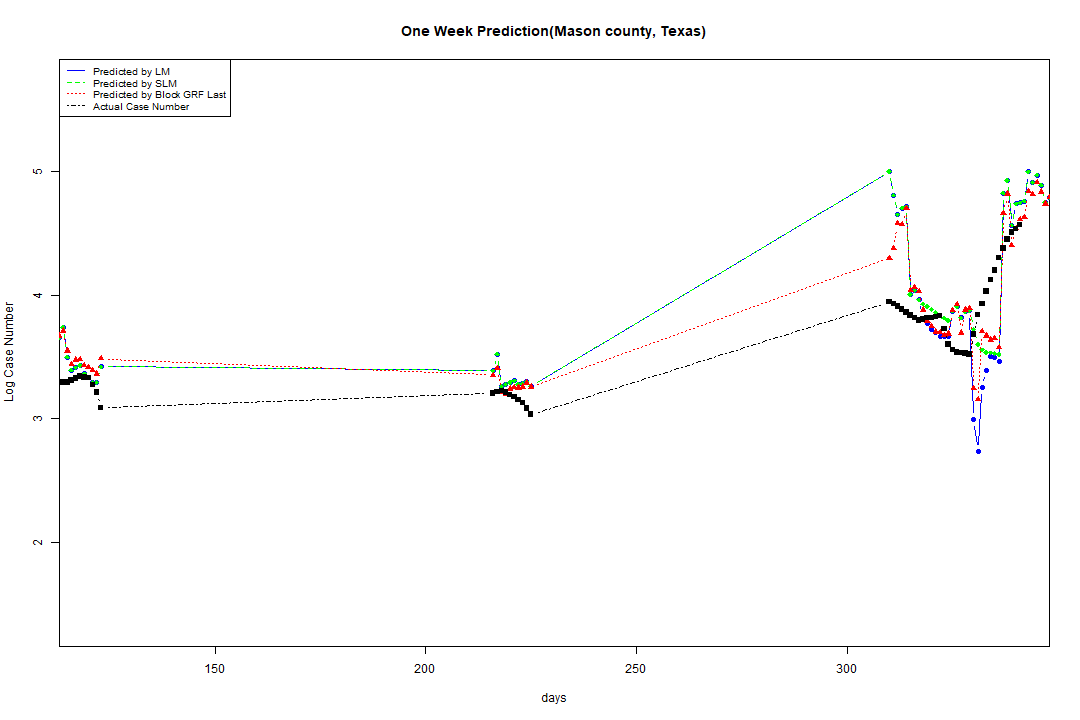 One Week Prediction(Mason county, Texas)
Predicted by LM
Predicted by SLM
Predicted by Block GRF Last
Actual Case Number
5
4
3
2
Log Case Number
150 200 250 300
days